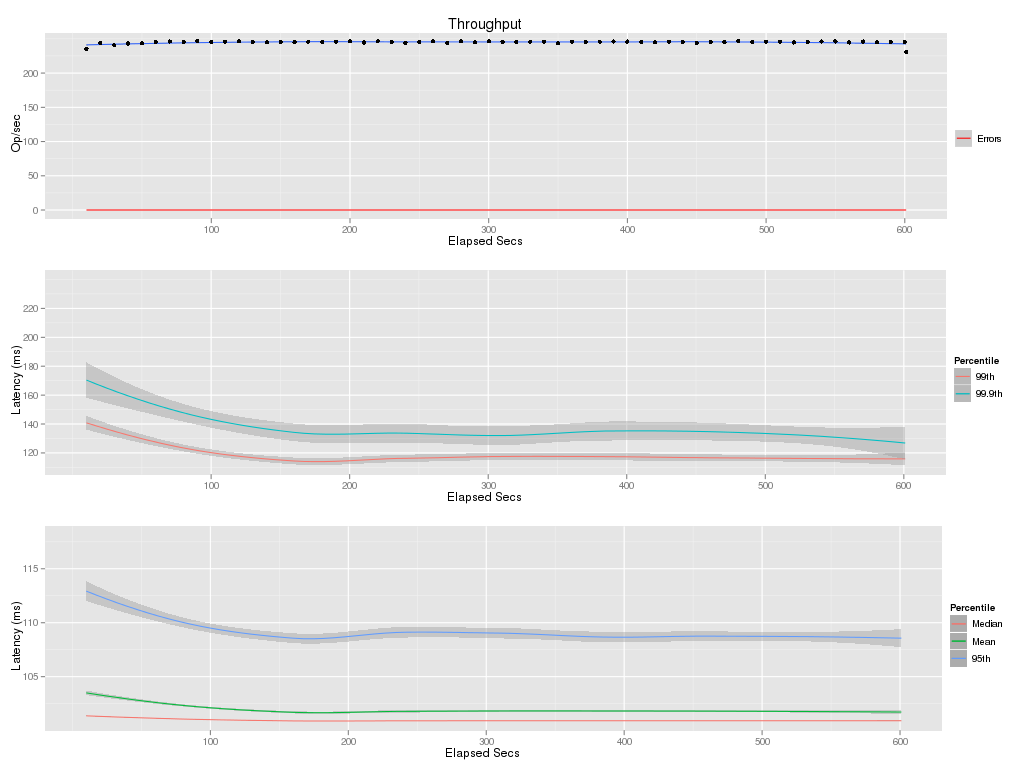 Throughput
Op/sec
200
150
100
50
0
100 200 300 400 500 600
Elapsed Secs
Errors
Latency (ms)
220
200
180
160
140
120
100 200 300 400 500 600
Elapsed Secs
Percentile
99th
99.9th
Latency (ms)
115
110
105
100 200 300 400 500 600
Elapsed Secs
Percentile
Median
Mean
95th